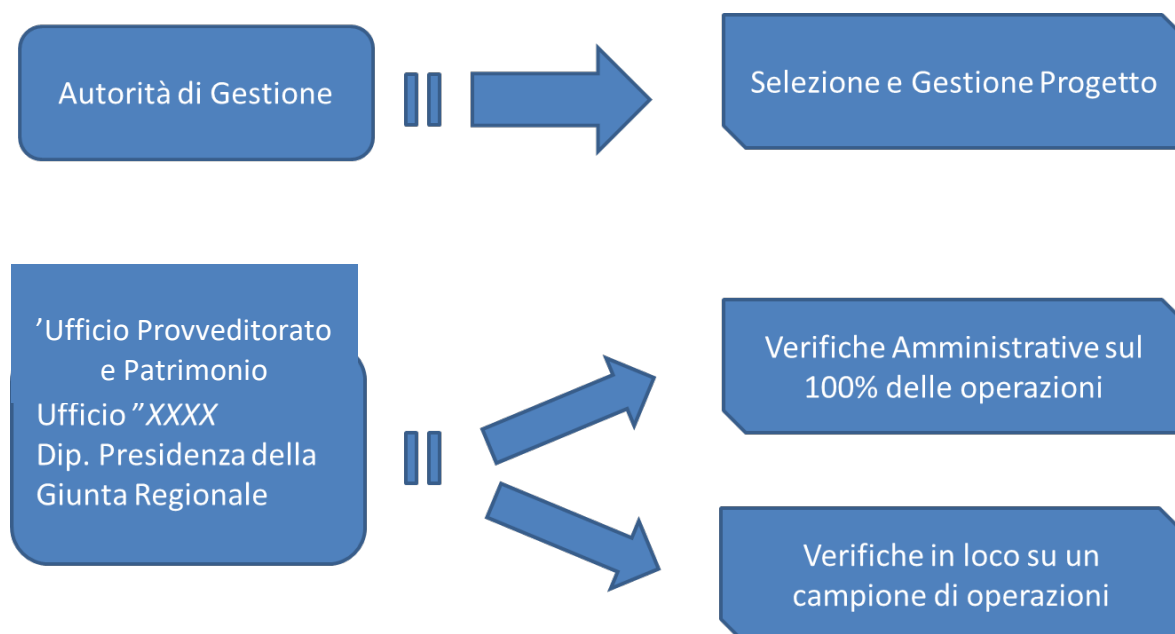 Autorità di Gestione
Selezione e Gestione Progetto
’Ufficio Provveditorato
e Patrimonio
Ufficio ”XXXX
Dip. Presidenza della
Giunta Regionale
Verifiche Amministrative sul
100% delle operazioni
Verifiche in loco su un
campione di operazioni